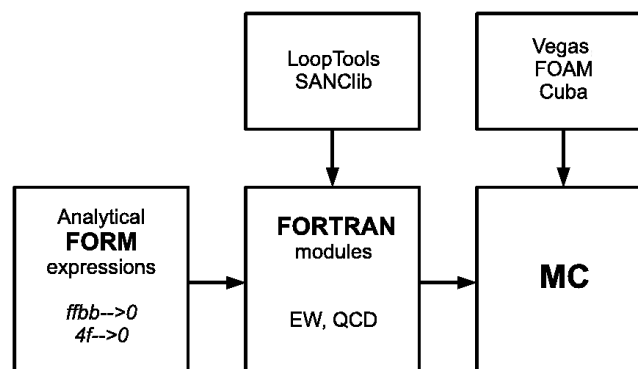 LoopTools
SANClib
Vegas
FOAM
Cuba
Analytical
FORM
expressions
ffbb-->0
4f-->0
FORTRAN
modules
EW, QCD
MC